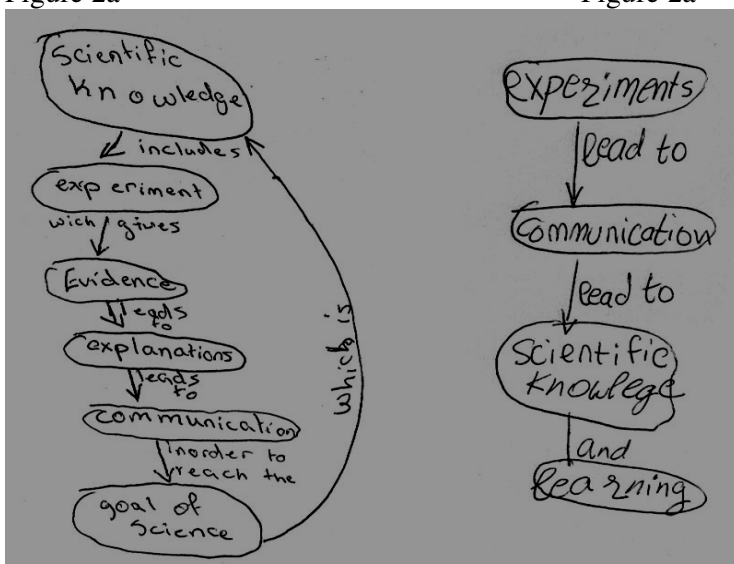 Figure 2a
Figure 2a
Scientific
Knowledge
includes
experiment
wich gives
Evidence
leads
to
explanations
leads
to
communication
inorder to
reach the
goal of
Science
which is
experiments
lead to
Communication
lead to
Scientific
Knowlege
and
learning